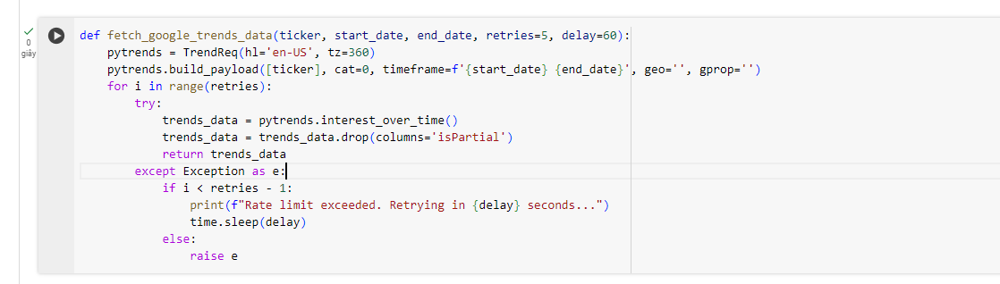 0
giây
def fetch_google_trends_data(ticker, start_date, end_date, retries=5, delay=60):
    pytrends = TrendReq(hl='en-US', tz=360)
    pytrends.build_payload([ticker], cat=0, timeframe=f'{start_date} {end_date}', geo='', gprop='')
    for i in range(retries):
        try:
            trends_data = pytrends.interest_over_time()
            trends_data = trends_data.drop(columns='isPartial')
            return trends_data
        except Exception as e:
            if i < retries - 1:
                print(f"Rate limit exceeded. Retrying in {delay} seconds...")
                time.sleep(delay)
            else:
                raise e